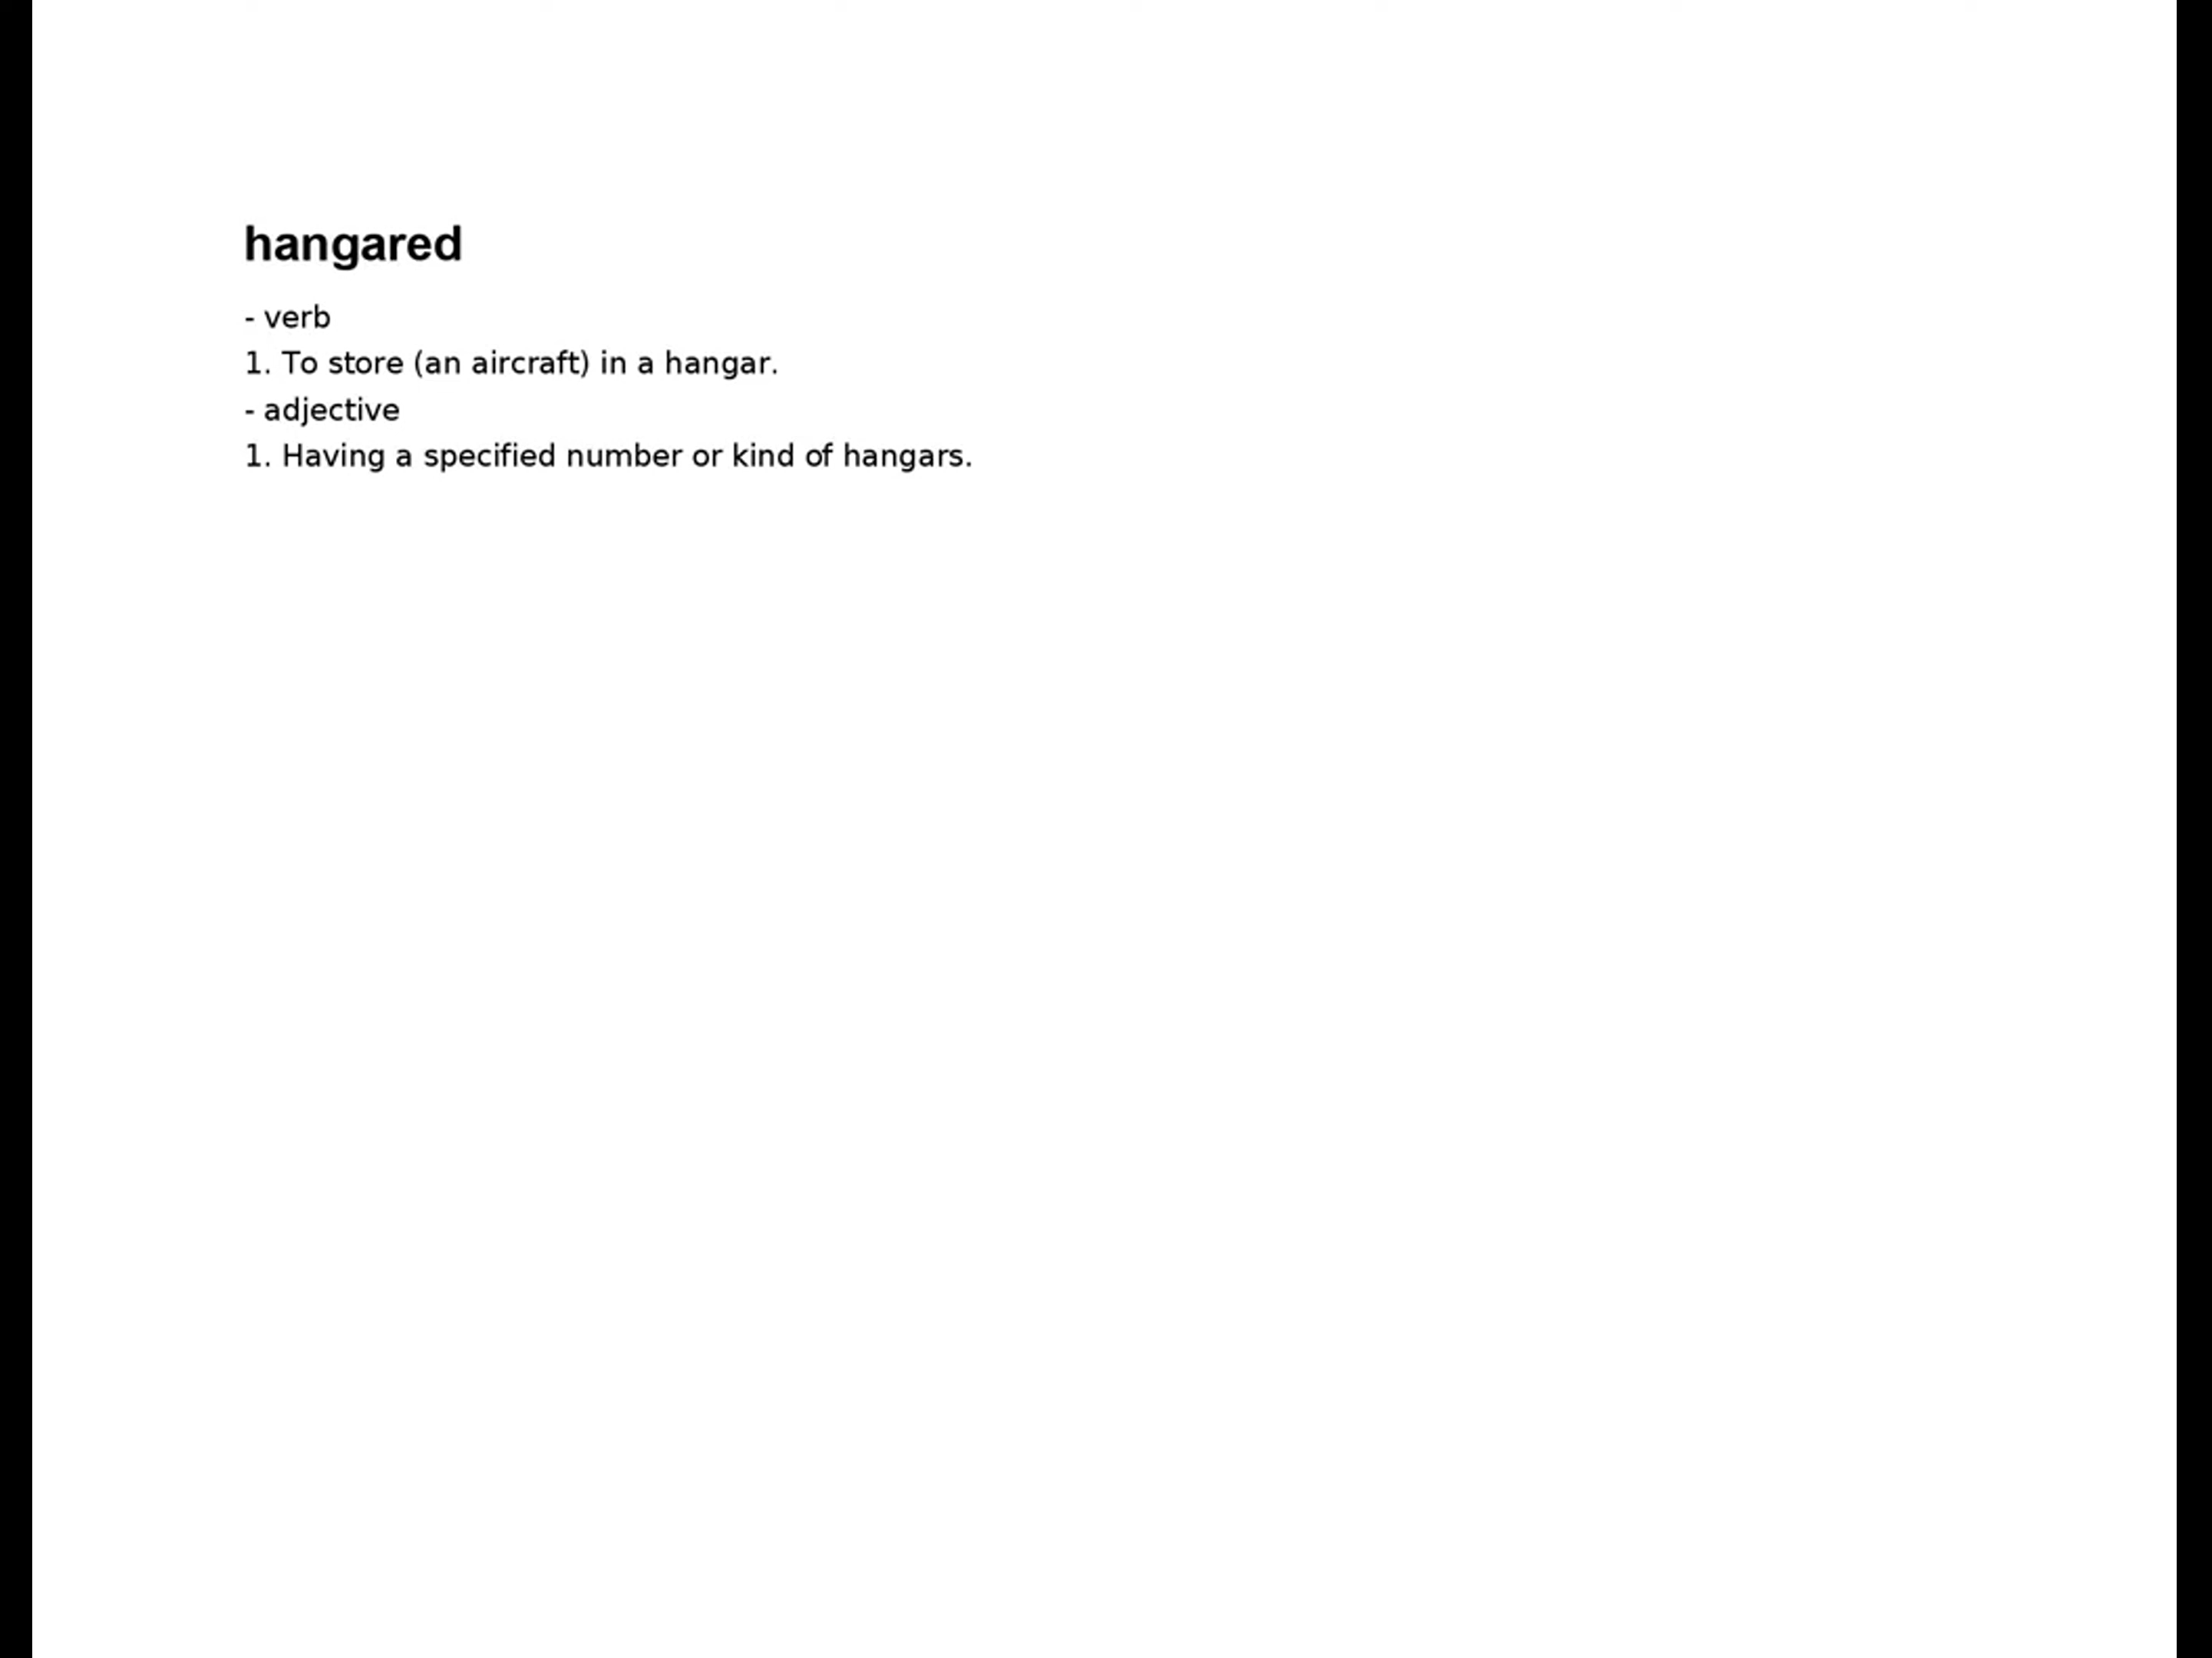 hangared
- verb
1. To store (an aircraft) in a hangar.
- adjective
1. Having a specified number or kind of hangars.